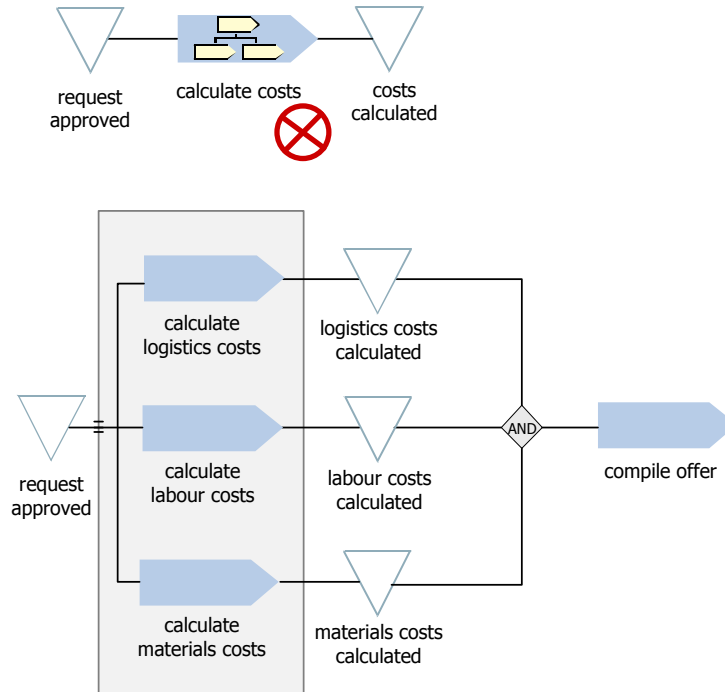 request
approved
calculate costs
costs
calculated
calculate
logistics costs
logistics costs
calculated
request
approved
calculate
labour costs
labour costs
calculated
AND
compile offer
calculate
materials costs
materials costs
calculated